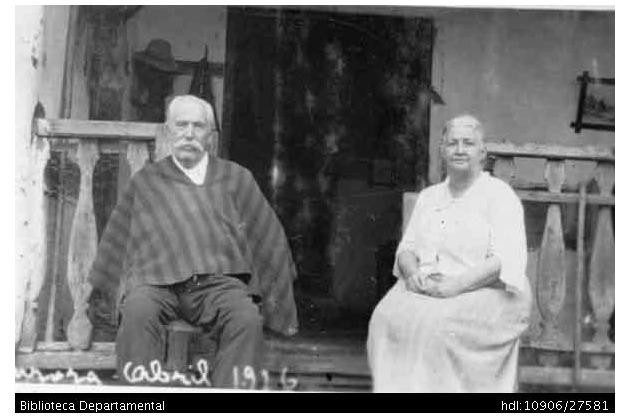 Abril 1926
Biblioteca Departamental
hdl:10906/27581